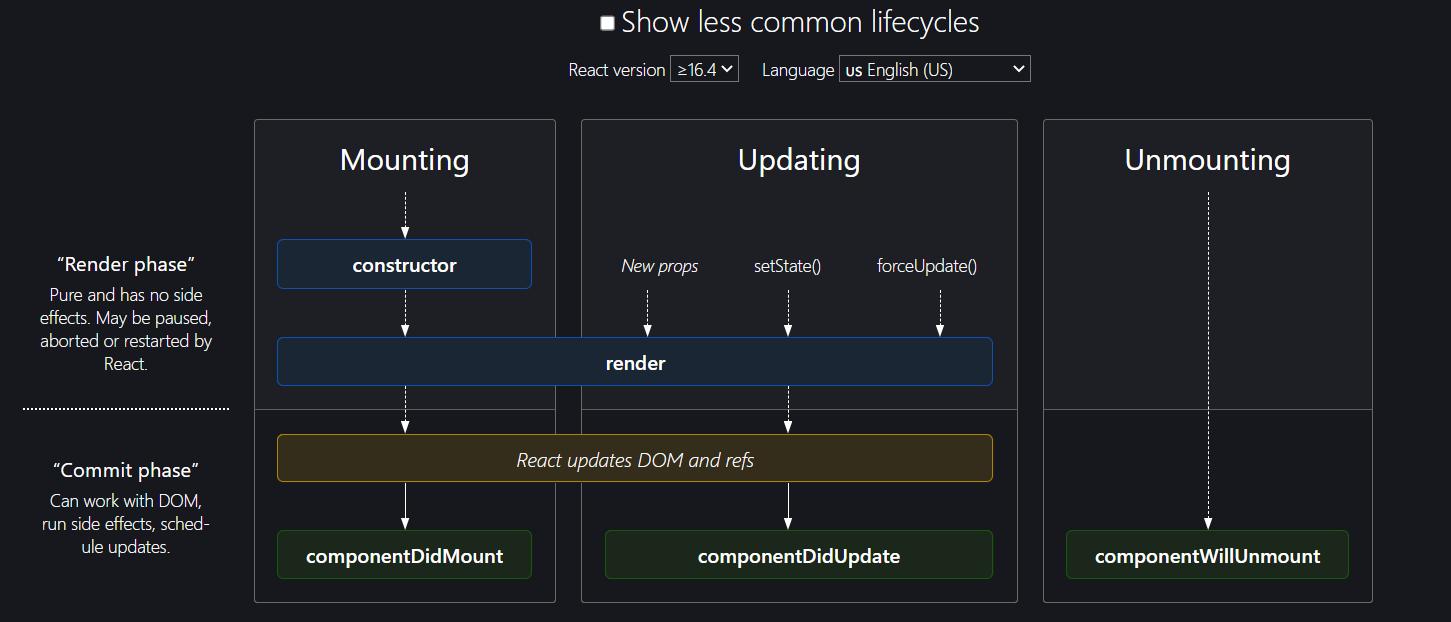 Show less common lifecycles
React version ≥16.4 Language us English (US)
Mounting
Updating
Unmounting
“Render phase”
Pure and has no side
effects. May be paused,
aborted or restarted by
React.
constructor
New props
setState()
forceUpdate()
render
“Commit phase”
Can work with DOM,
run side effects, sched-
ule updates.
React updates DOM and refs
componentDidMount
componentDidUpdate
componentWillUnmount